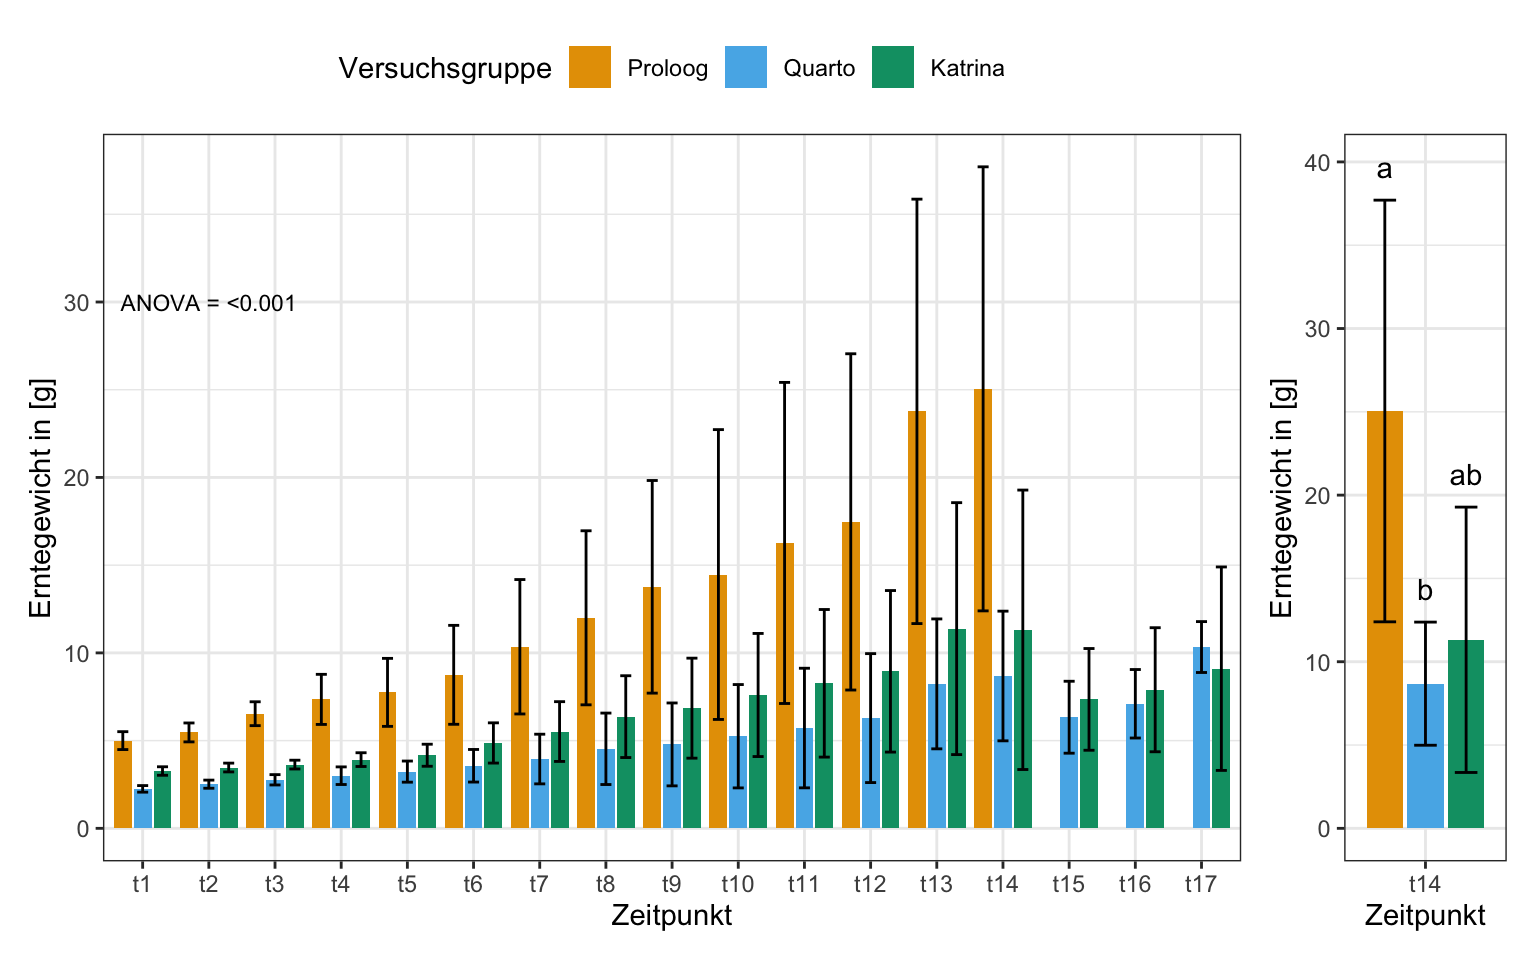 Versuchsgruppe Proloog Quarto Katrina
Erntegewicht in [g]
30
20
10
0
ANOVA = <0.001
t1 t2 t3 t4 t5 t6 t7 t8 t9 t10 t11 t12 t13 t14 t15 t16 t17
Zeitpunkt
Erntegewicht in [g]
40
30
20
10
0
a
b
ab
t14
Zeitpunkt